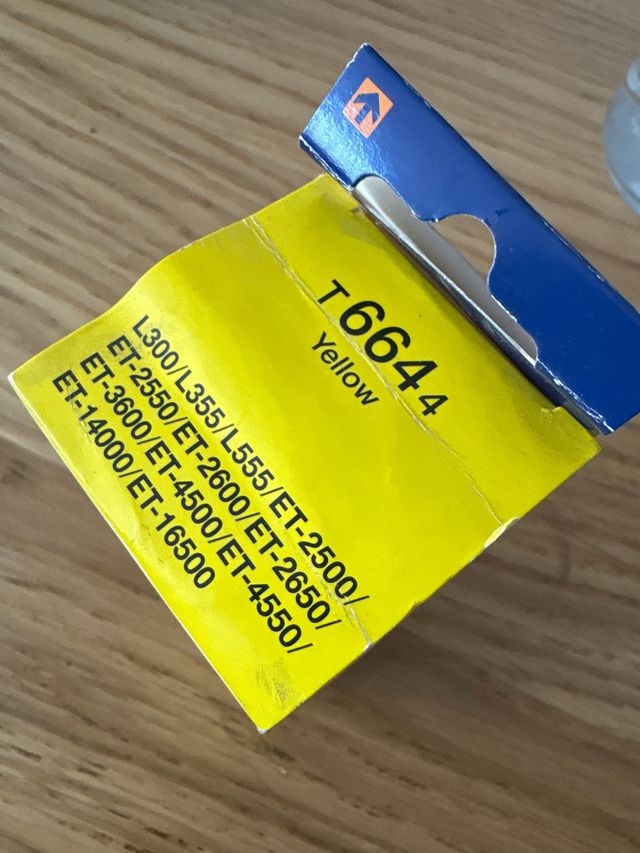 T6644
Yellow
L300/L355/L555/ET-2500/
ET-2550/ET-2600/ET-2650/
ET-3600/ET-4500/ET-4550/
ET-14000/ET-16500